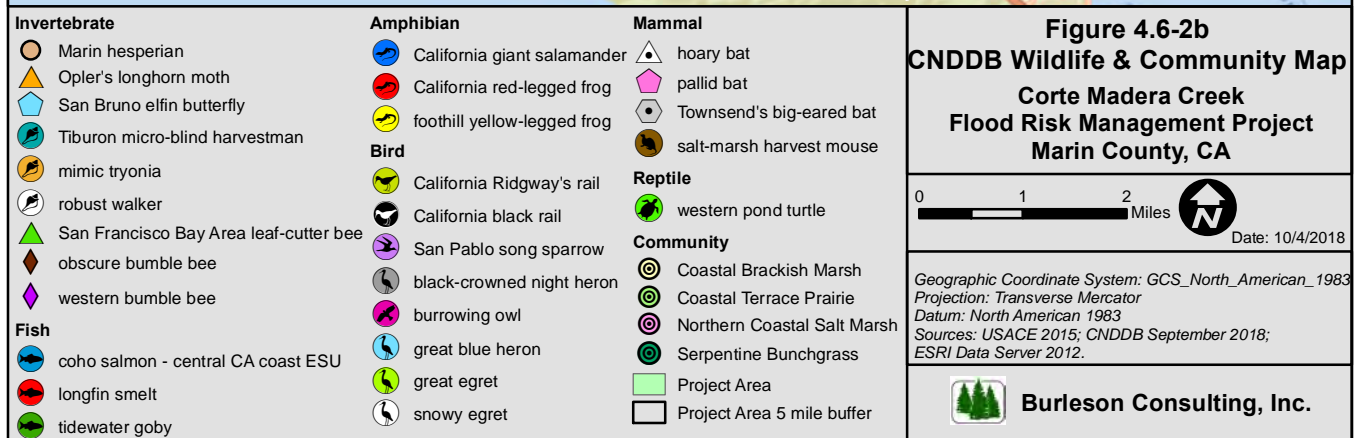 Invertebrate
Marin hesperian
Opler's longhorn moth
San Bruno elfin butterfly
Tiburon micro-blind harvestman
mimic tryonia
robust walker
San Francisco Bay Area leaf-cutter bee
obscure bumble bee
western bumble bee
Fish
coho salmon - central CA coast ESU
longfin smelt
tidewater goby
Amphibian
California giant salamander
California red-legged frog
foothill yellow-legged frog
Bird
California Ridgway's rail
California black rail
San Pablo song sparrow
black-crowned night heron
burrowing owl
great blue heron
great egret
snowy egret
Mammal
hoary bat
pallid bat
Townsend's big-eared bat
salt-marsh harvest mouse
Reptile
western pond turtle
Community
Coastal Brackish Marsh
Coastal Terrace Prairie
Northern Coastal Salt Marsh
Serpentine Bunchgrass
Project Area
Project Area 5 mile buffer
Figure 4.6-2b
CNDDB Wildlife & Community Map
Corte Madera Creek
Flood Risk Management Project
Marin County, CA
0 1 2
Miles
N
Date: 10/4/2018
Geographic Coordinate System: GCS_North_American_1983
Projection: Transverse Mercator
Datum: North American 1983
Sources: USACE 2015; CNDDB September 2018;
ESRI Data Server 2012.
Burleson Consulting, Inc.